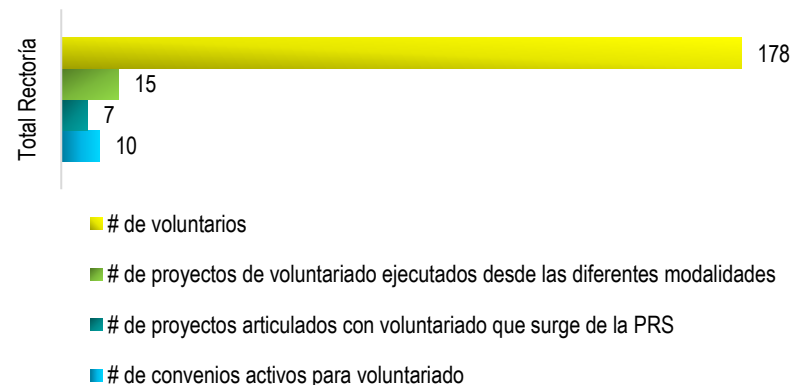 Total Rectoría
178
15
7
10
# de voluntarios
# de proyectos de voluntariado ejecutados desde las diferentes modalidades
# de proyectos articulados con voluntariado que surge de la PRS
# de convenios activos para voluntariado